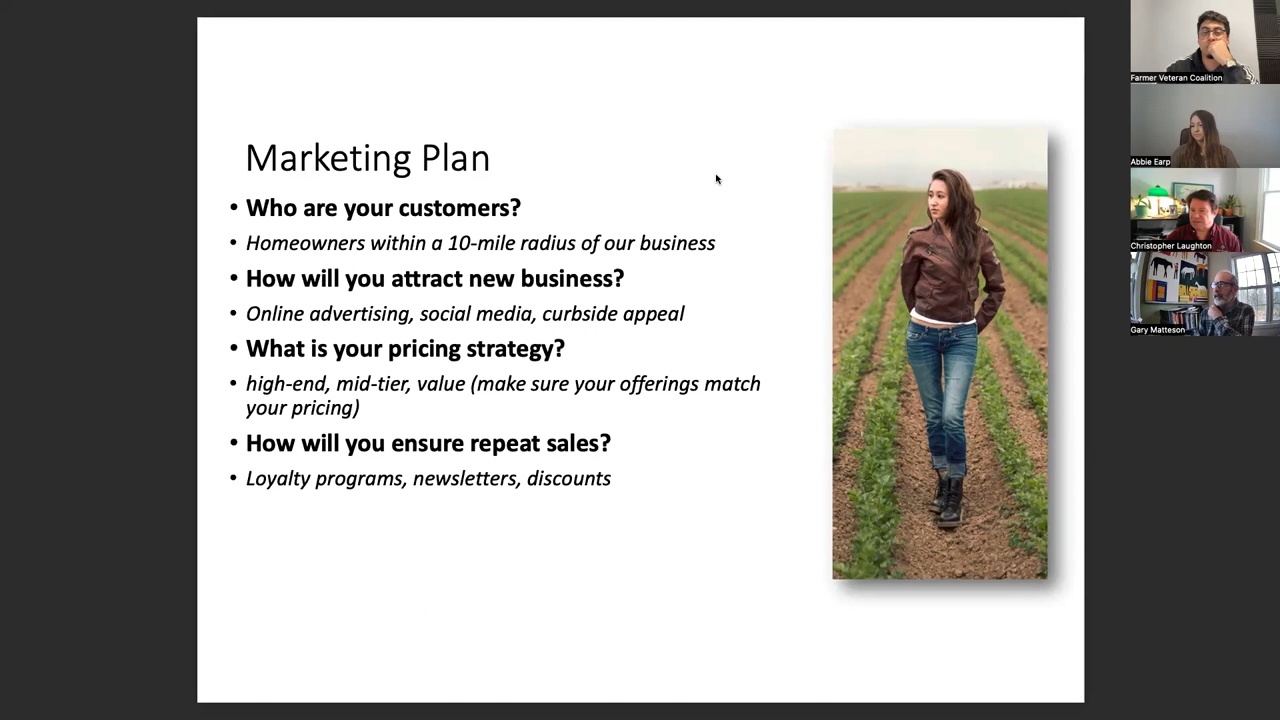 Marketing Plan
• Who are your customers?
• Homeowners within a 10-mile radius of our business
• How will you attract new business?
• Online advertising, social media, curbside appeal
• What is your pricing strategy?
• high-end, mid-tier, value (make sure your offerings match
your pricing)
• How will you ensure repeat sales?
• Loyalty programs, newsletters, discounts
Farmer Veteran Coalition
Abbie Earp
Christopher Laughton
Gary Matteson